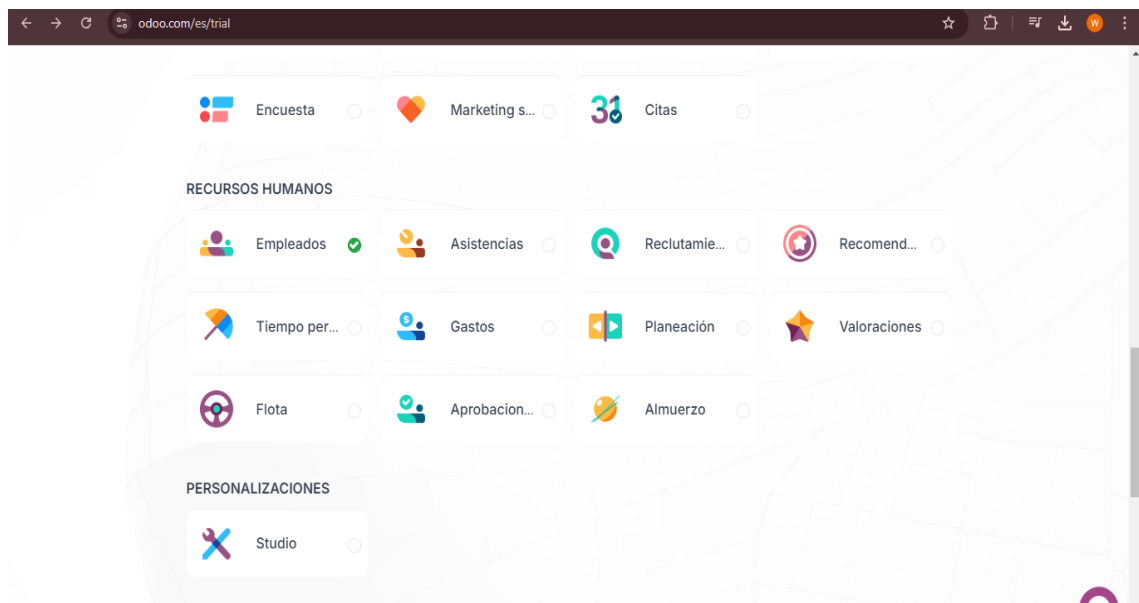 odoo.com/es/trial
W
Encuesta
Marketing s...
31
Citas
RECURSOS HUMANOS
Empleados
Asistencias
Reclutamie...
Recomend...
Tiempo per...
$
Gastos
Planeación
Valoraciones
Flota
Aprobacion...
Almuerzo
PERSONALIZACIONES
Studio